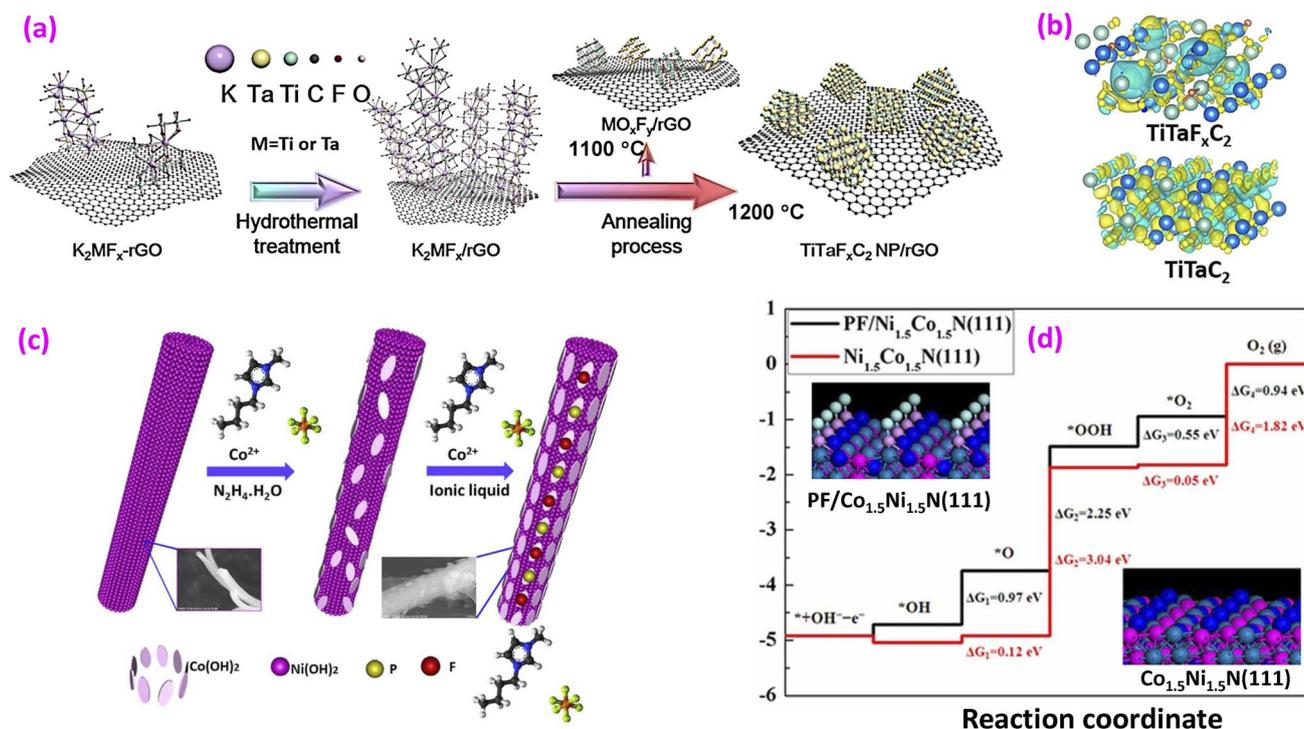 (a)
K Ta Ti C F O
M=Ti or Ta
Hydrothermal
treatment
K₂MFₓ-rGO
K₂MFₓ/rGO
MOₓFᵧ/rGO
1100 °C
Annealing
process
1200 °C
TiTaFₓC₂ NP/rGO
(b)
TiTaFₓC₂
TiTaC₂
(c)
Co²⁺
N₂H₄.H₂O
Co²⁺
Ionic liquid
Co(OH)₂
Ni(OH)₂
P
F
(d)
PF/Ni₁.₅Co₁.₅N(111)
Ni₁.₅Co₁.₅N(111)
1
0
-1
-2
-3
-4
-5
-6
PF/Co₁.₅Ni₁.₅N(111)
*+OH⁻–e⁻
*OH
*O
*OOH
*O₂
O₂ (g)
ΔG₁=0.97 eV
ΔG₁=0.12 eV
ΔG₂=2.25 eV
ΔG₂=3.04 eV
ΔG₃=0.55 eV
ΔG₃=0.05 eV
ΔG₄=0.94 eV
ΔG₄=1.82 eV
Co₁.₅Ni₁.₅N(111)
Reaction coordinate